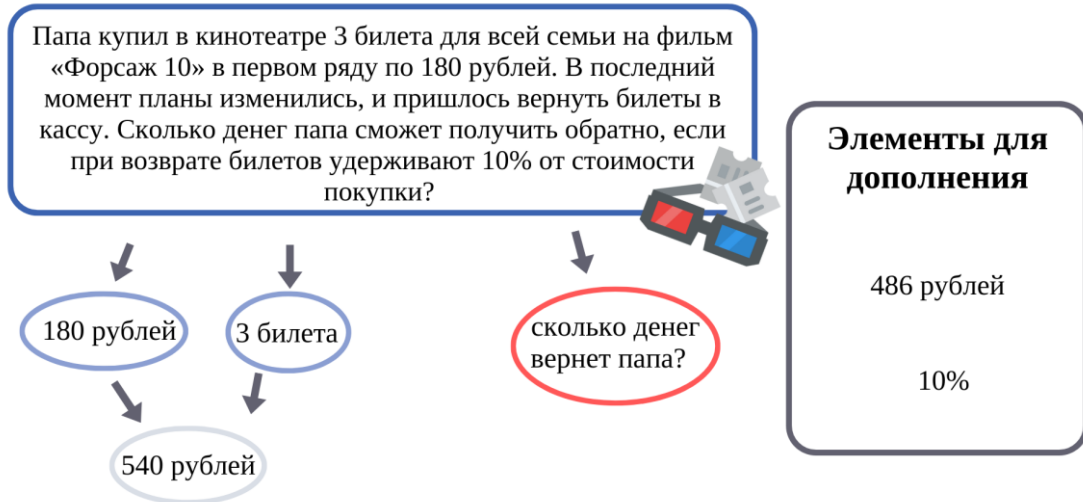 Папа купил в кинотеатре 3 билета для всей семьи на фильм
«Форсаж 10» в первом ряду по 180 рублей. В последний
момент планы изменились, и пришлось вернуть билеты в
кассу. Сколько денег папа сможет получить обратно, если
при возврате билетов удерживают 10% от стоимости
покупки?
180 рублей
3 билета
сколько денег
вернет папа?
540 рублей
Элементы для
дополнения
486 рублей
10%